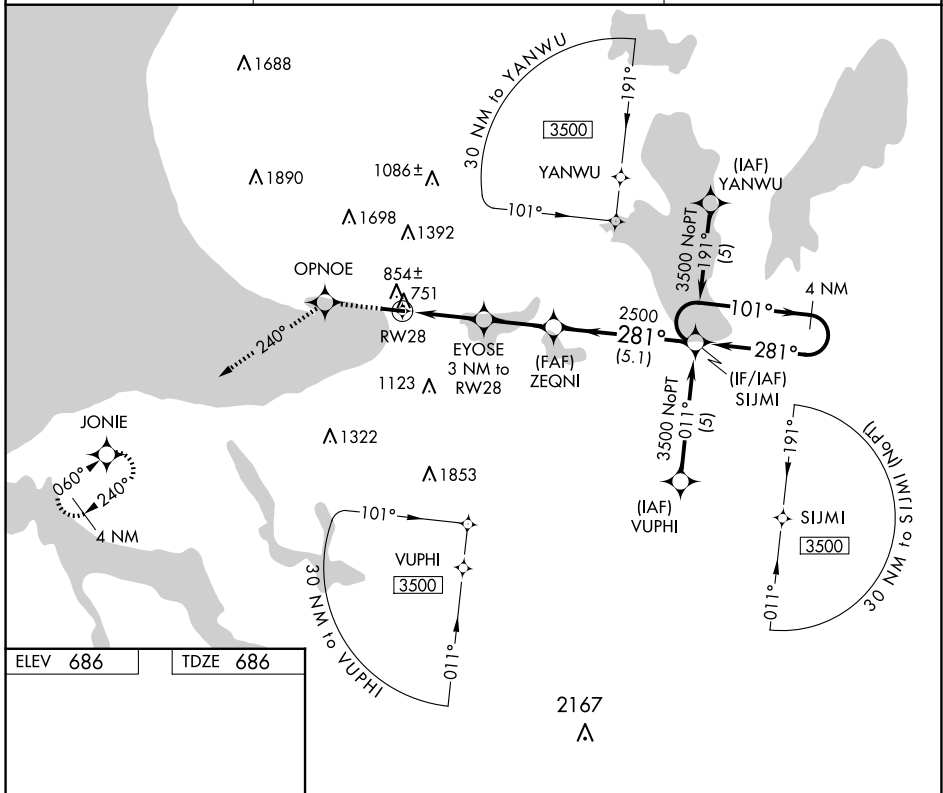 1688
30 NM to YANWU
191°
3500
YANWU
101°
1890
1086±
1698
1392
(IAF)
YANWU
3500 NoPT
191°
(5)
OPNOE
854±
751
RW28
240°
EYOSE
3 NM to
RW28
(FAF)
ZEQNI
2500
281°
(5.1)
101°
4 NM
281°
(IF/IAF)
SIJMI
1123
3500 NoPT
011°
(5)
(IAF)
VUPHI
JONIE
060°
240°
4 NM
1322
1853
191°
SIJMI
3500
011°
30 NM to SIJMI (NoPT)
101°
VUPHI
3500
011°
30 NM to VUPHI
2167
ELEV 686
TDZE 686